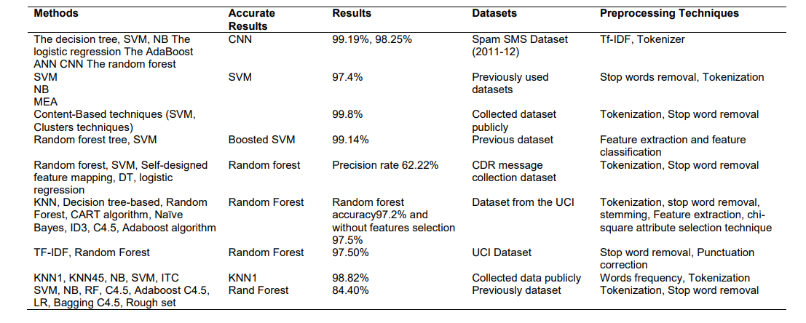 Methods Accurate Results Results Datasets Preprocessing Techniques
The decision tree, SVM, NB The logistic regression The AdaBoost ANN CNN The random forest CNN 99.19%, 98.25% Spam SMS Dataset (2011-12) Tf-IDF, Tokenizer
SVM NB MEA SVM 97.4% Previously used datasets Stop words removal, Tokenization
Content-Based techniques (SVM, Clusters techniques) 99.8% Collected dataset publicly Tokenization, Stop word removal
Random forest tree, SVM Boosted SVM 99.14% Previous dataset Feature extraction and feature classification
Random forest, SVM, Self-designed feature mapping, DT, logistic regression Random forest Precision rate 62.22% CDR message collection dataset Tokenization, Stop word removal
KNN, Decision tree-based, Random Forest, CART algorithm, Naïve Bayes, ID3, C4.5, Adaboost algorithm Random Forest Random forest accuracy97.2% and without features selection 97.5% Dataset from the UCI Tokenization, stop word removal, stemming, Feature extraction, chi-square attribute selection technique
TF-IDF, Random Forest Random Forest 97.50% UCI Dataset Stop word removal, Punctuation correction
KNN1, KNN45, NB, SVM, ITC KNN1 98.82% Collected data publicly Words frequency, Tokenization
SVM, NB, RF, C4.5, Adaboost C4.5, LR, Bagging C4.5, Rough set Rand Forest 84.40% Previously dataset Tokenization, Stop word removal